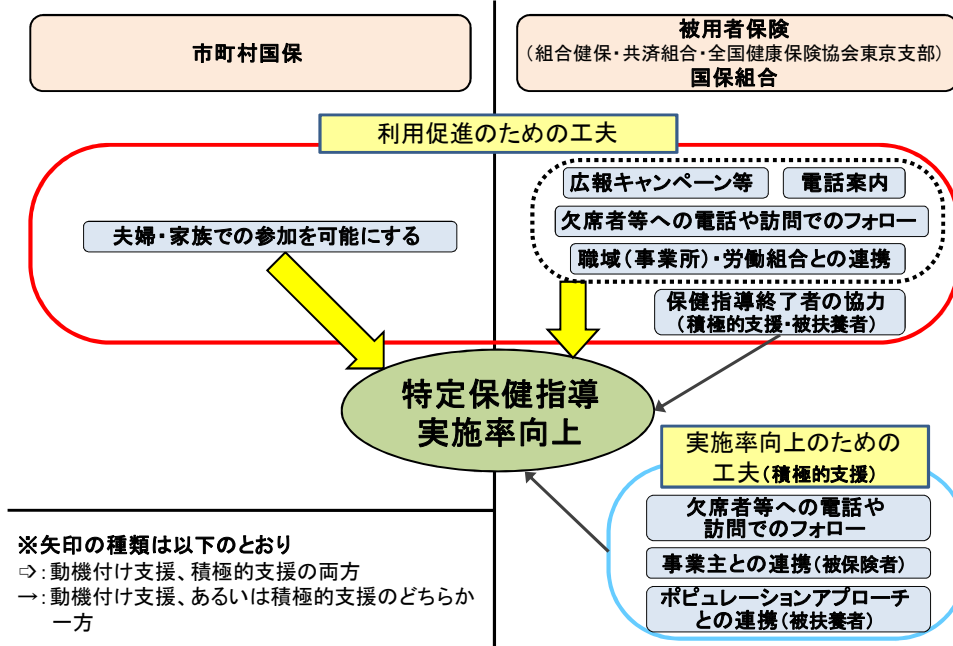 市町村国保
被用者保険
（組合健保・共済組合・全国健康保険協会東京支部）
国保組合
利用促進のための工夫
夫婦・家族での参加を可能にする
広報キャンペーン等
電話案内
欠席者等への電話や訪問でのフォロー
職域（事業所）・労働組合との連携
保健指導終了者の協力
（積極的支援・被扶養者）
特定保健指導
実施率向上
実施率向上のための
工夫（積極的支援）
欠席者等への電話や
訪問でのフォロー
事業主との連携（被保険者）
ポピュレーションアプローチ
との連携（被扶養者）
※矢印の種類は以下のとおり
⇨：動機付け支援、積極的支援の両方
→：動機付け支援、あるいは積極的支援のどちらか
一方